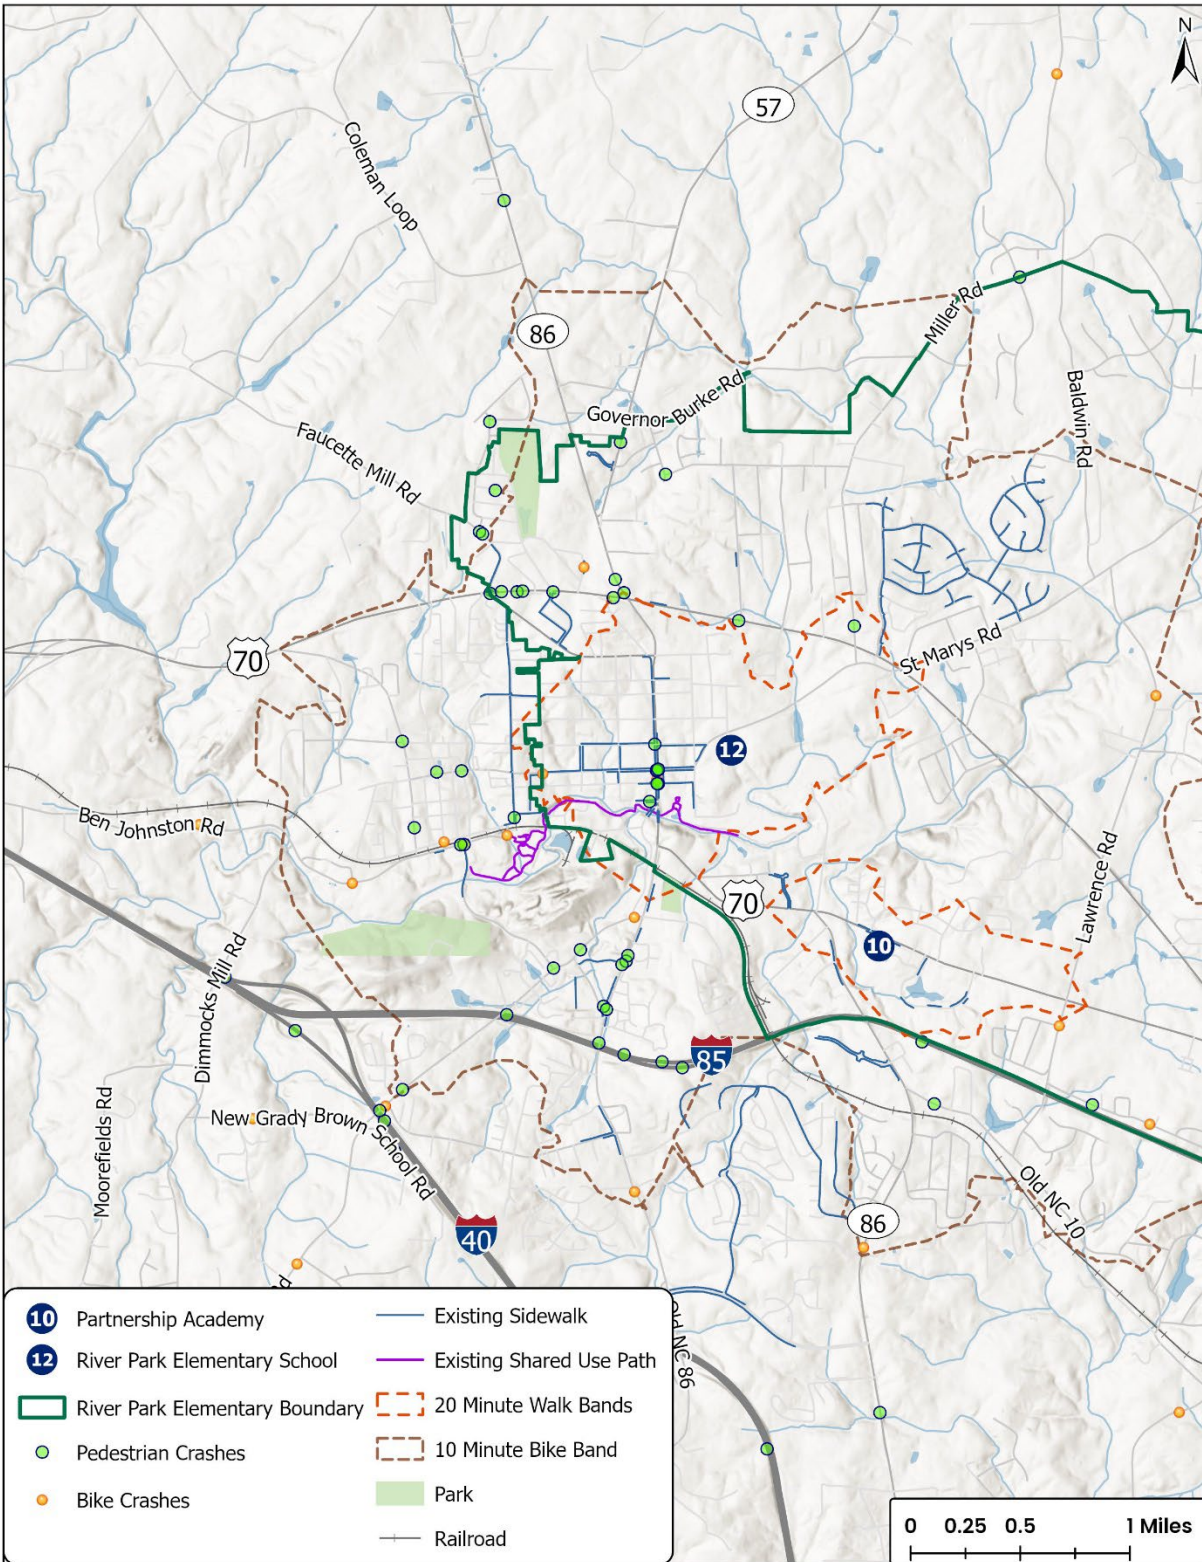 N
57
Coleman Loop
86
Miller Rd
Governor Burke Rd
Baldwin Rd
Faucette Mill Rd
70
St Marys Rd
12
Ben Johnston Rd
70
Lawrence Rd
10
Dimmocks Mill Rd
85
Moorefields Rd
New Grady Brown School Rd
Old NC 10
86
40
Old NC 86
10 Partnership Academy
12 River Park Elementary School
River Park Elementary Boundary
Pedestrian Crashes
Bike Crashes
Existing Sidewalk
Existing Shared Use Path
20 Minute Walk Bands
10 Minute Bike Band
Park
Railroad
0 0.25 0.5 1 Miles